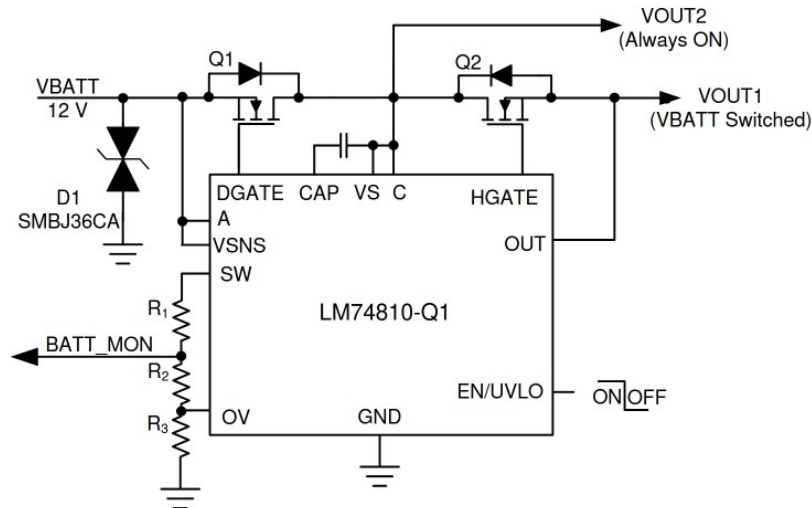 VOUT2
(Always ON)
Q1
Q2
VBATT
12 V
VOUT1
(VBATT Switched)
D1
SMBJ36CA
DGATE
CAP
VS
C
HGATE
A
VSNS
OUT
SW
R1
LM74810-Q1
BATT_MON
R2
EN/UVLO
ON
OFF
R3
OV
GND